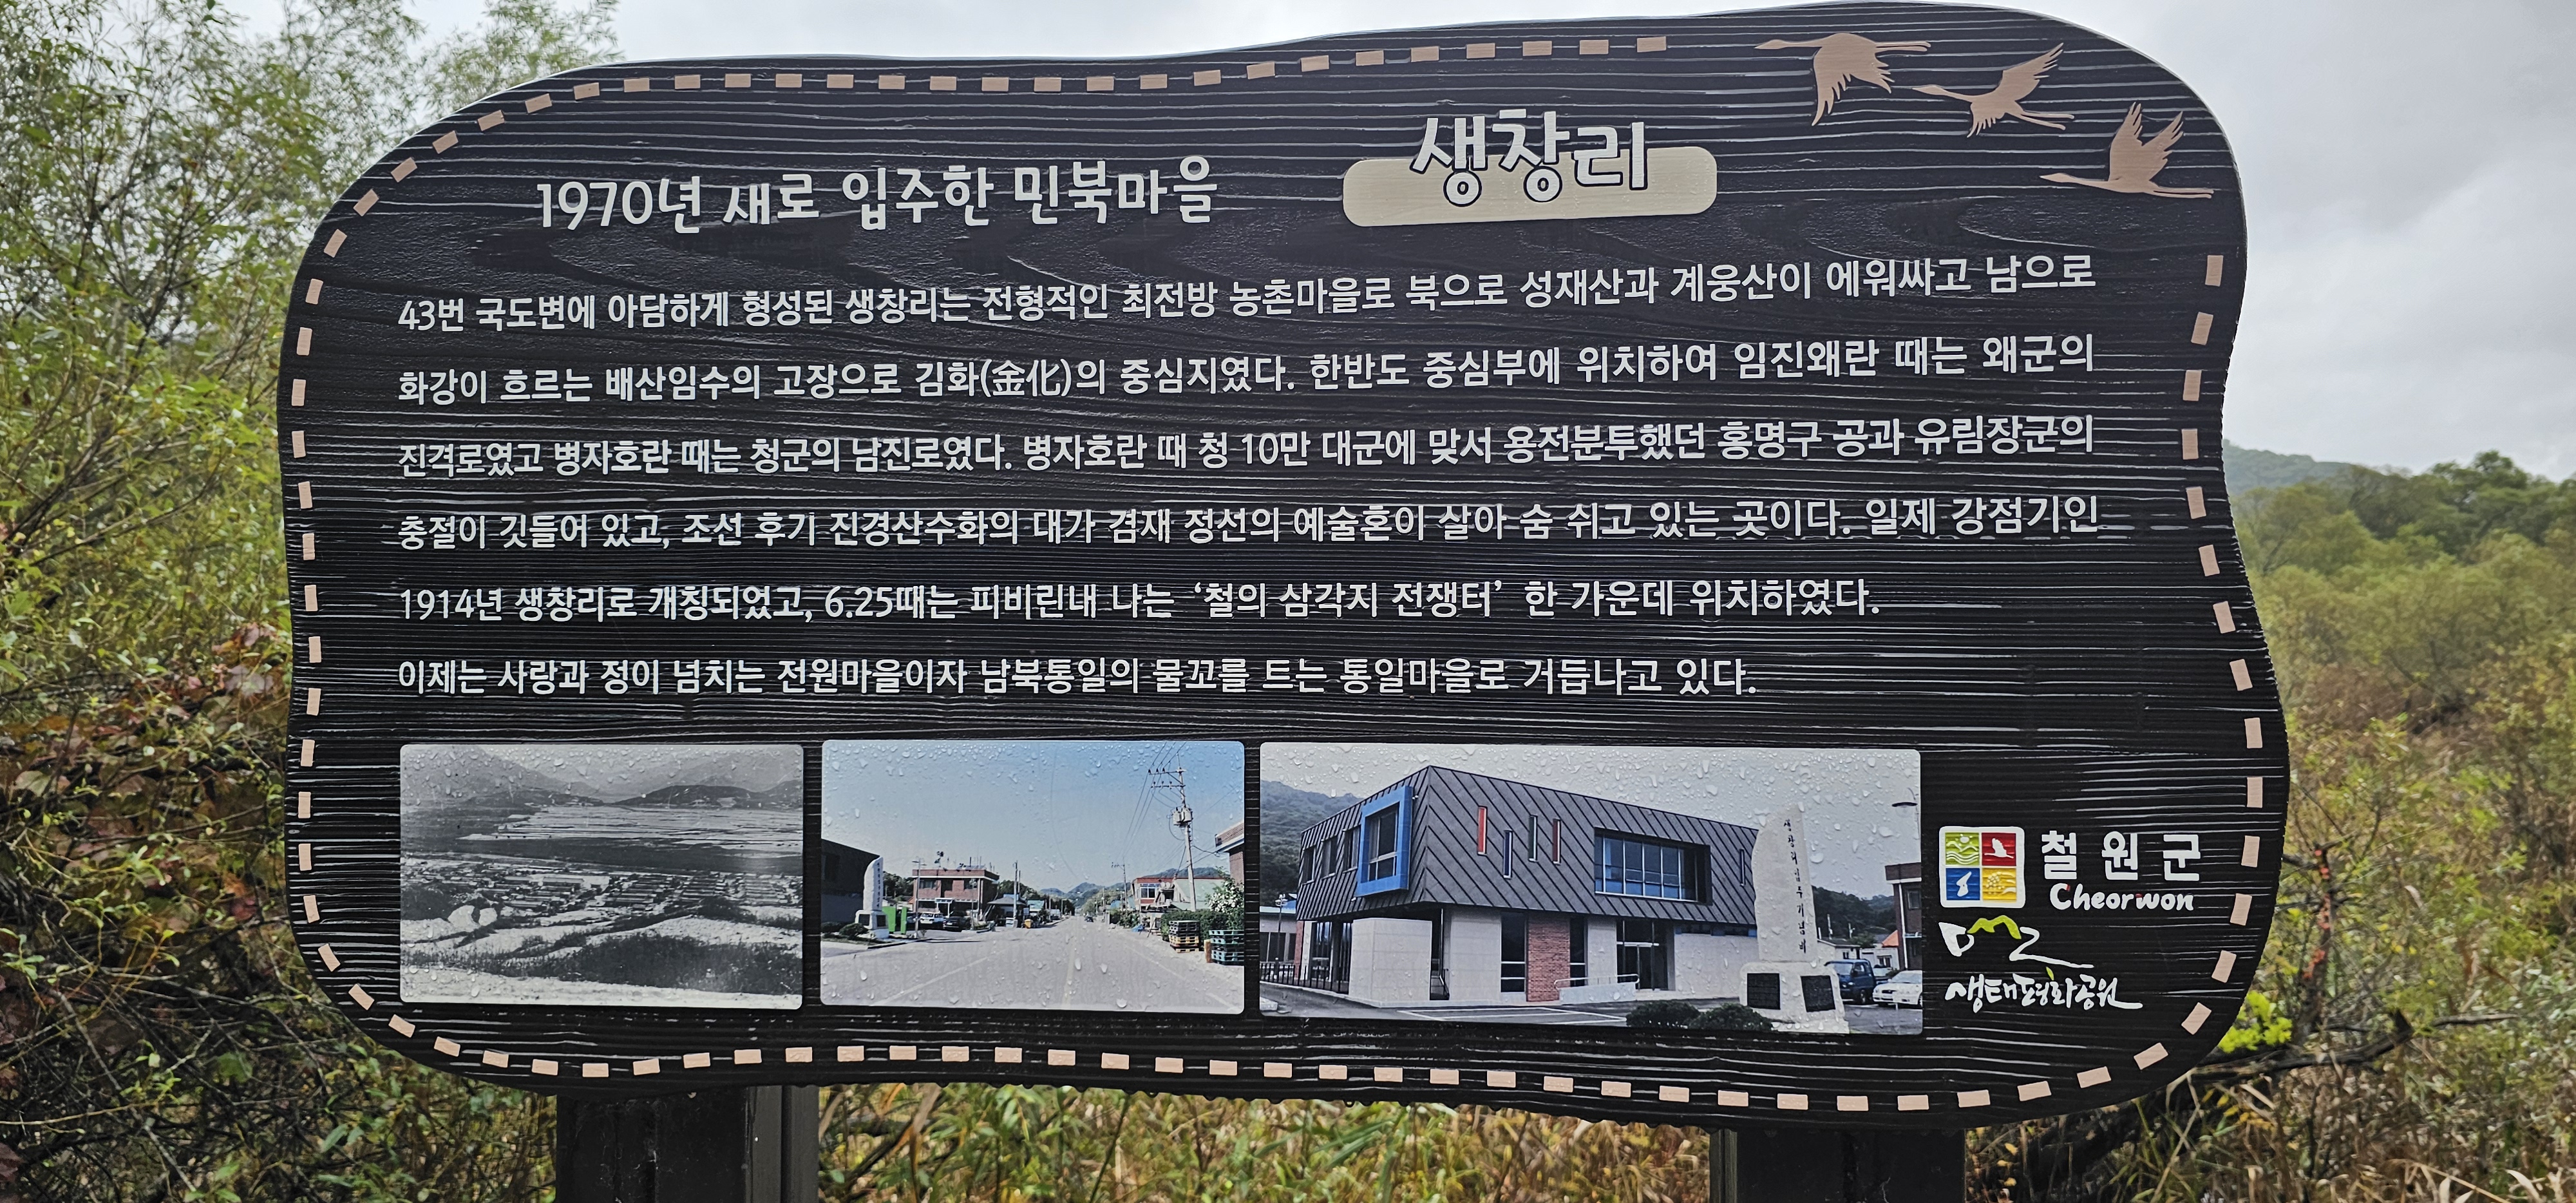 1970년 새로 입주한 민북마을 생창리
43번 국도변에 아담하게 형성된 생창리는 전형적인 최전방 농촌마을로 북으로 성재산과 계웅산이 에워싸고 남으로
화강이 흐르는 배산임수의 고장으로 김화(金化)의 중심지였다. 한반도 중심부에 위치하여 임진왜란 때는 왜군의
진격로였고 병자호란 때는 청군의 남진로였다. 병자호란 때 청 10만 대군에 맞서 용전분투했던 홍명구 공과 유림장군의
충절이 깃들어 있고, 조선 후기 진경산수화의 대가 겸재 정선의 예술혼이 살아 숨 쉬고 있는 곳이다. 일제 강점기인
1914년 생창리로 개칭되었고, 6.25때는 피비린내 나는 ‘철의 삼각지 전쟁터’ 한 가운데 위치하였다.
이제는 사랑과 정이 넘치는 전원마을이자 남북통일의 물꼬를 트는 통일마을로 거듭나고 있다.
생창리입주기념비
철원군
Cheorwon
DMZ
생태평화공원